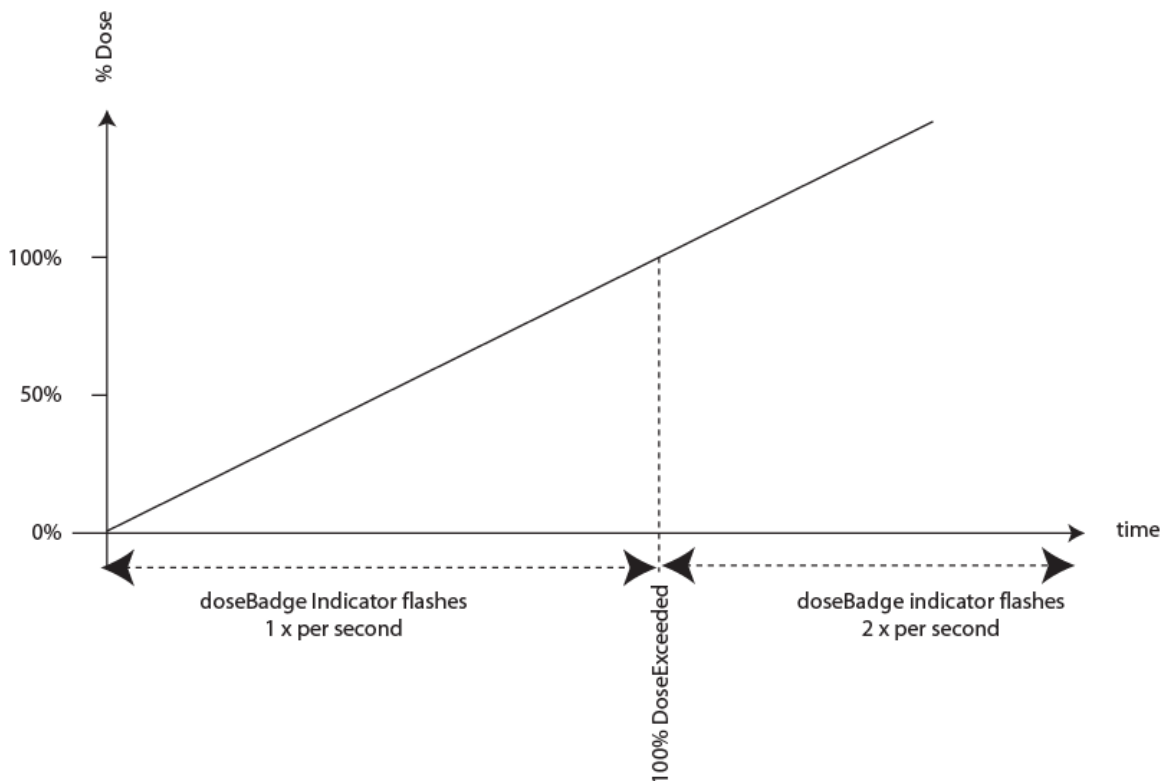 % Dose
100%
50%
0%
time
doseBadge Indicator flashes
1 x per second
doseBadge indicator flashes
2 x per second
100% DoseExceeded